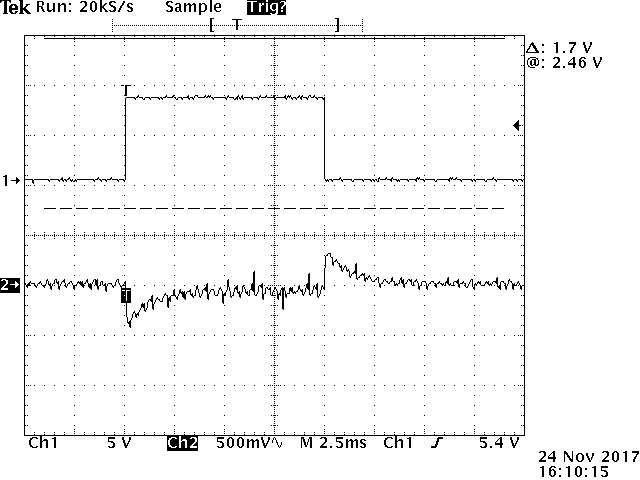 Tek Run: 20kS/s Sample Trig?
[ T ]
Δ: 1.7 V
@: 2.46 V
T
1→
2→
T
Ch1 5 V Ch2 500mV∿ M 2.5ms Ch1 ƒ 5.4 V
24 Nov 2017
16:10:15